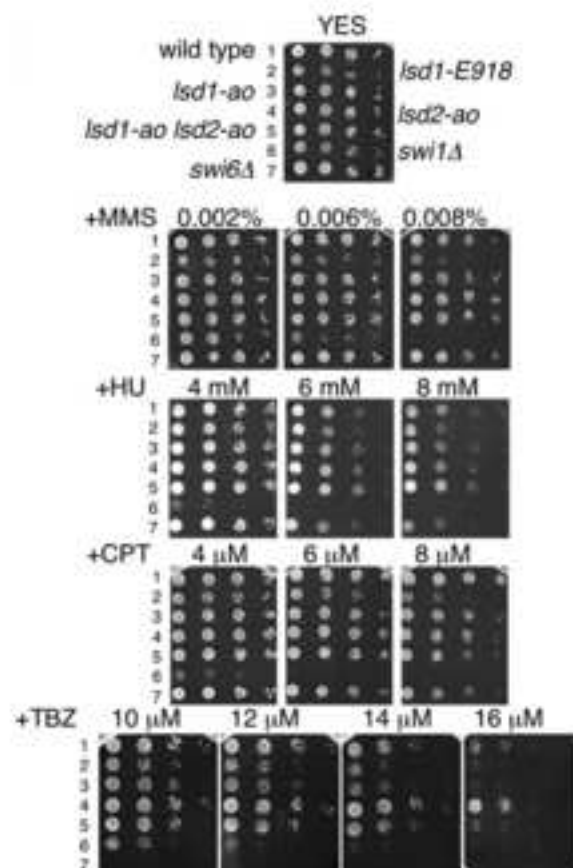 YES
wild type 1
2 lsd1-E918
lsd1-ao 3
4 lsd2-ao
lsd1-ao lsd2-ao 5
6 swi1Δ
swi6Δ 7
+MMS 0.002% 0.006% 0.008%
1
2
3
4
5
6
7
+HU 4 mM 6 mM 8 mM
1
2
3
4
5
6
7
+CPT 4 μM 6 μM 8 μM
1
2
3
4
5
6
7
+TBZ 10 μM 12 μM 14 μM 16 μM
1
2
3
4
5
6
7